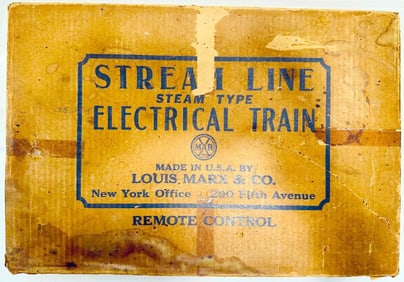 STREAM LINE
STEAM TYPE
ELECTRICAL TRAIN
MAR
MADE IN U.S.A. BY
LOUIS MARX & CO.
New York Office - 200 Fifth Avenue
REMOTE CONTROL